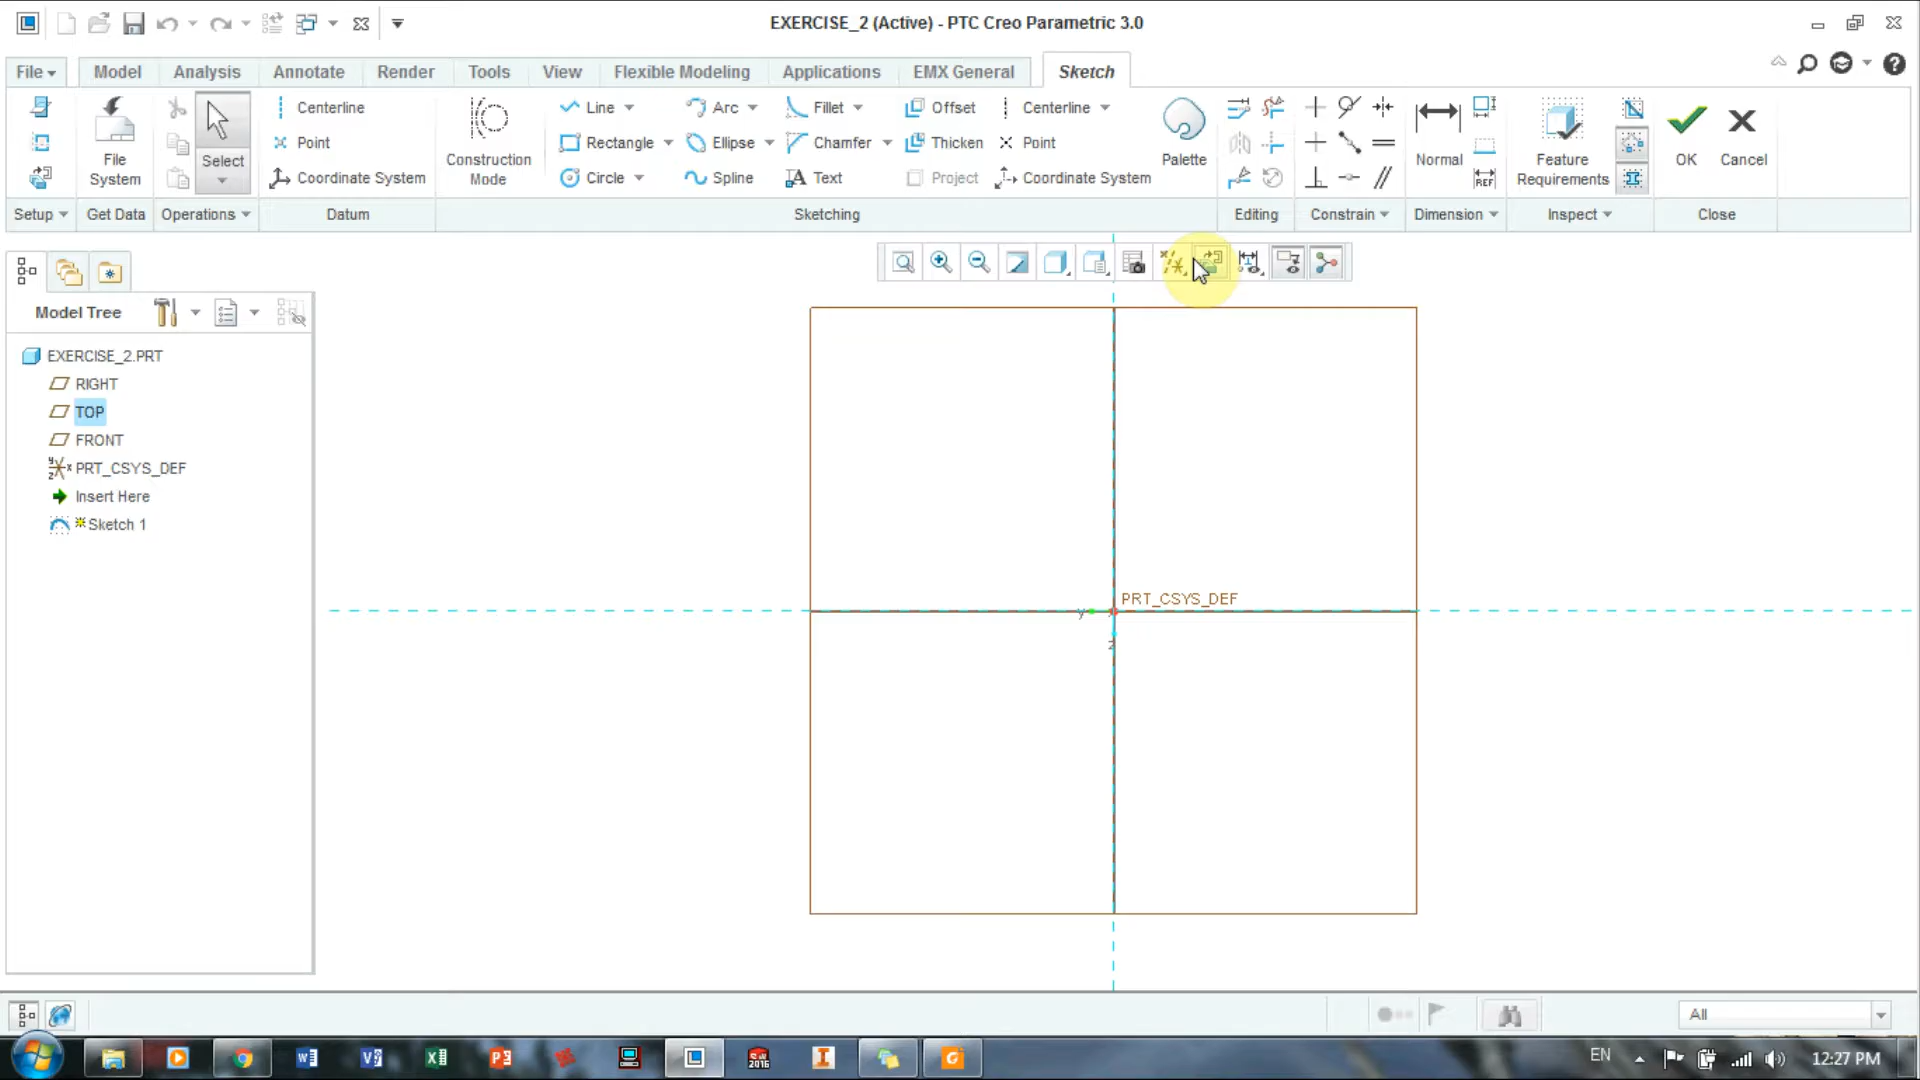 EXERCISE_2 (Active) - PTC Creo Parametric 3.0
File Model Analysis Annotate Render Tools View Flexible Modeling Applications EMX General Sketch
File System
Select
Centerline
Point
Coordinate System
Construction Mode
Line Arc Fillet Offset Centerline
Rectangle Ellipse Chamfer Thicken Point
Circle Spline Text Project Coordinate System
Palette
Normal
REF
Feature Requirements
OK
Cancel
Setup Get Data Operations Datum Sketching Editing Constrain Dimension Inspect Close
Model Tree
EXERCISE_2.PRT
RIGHT
TOP
FRONT
PRT_CSYS_DEF
Insert Here
Sketch 1
PRT_CSYS_DEF
y
z
All
EN
12:27 PM